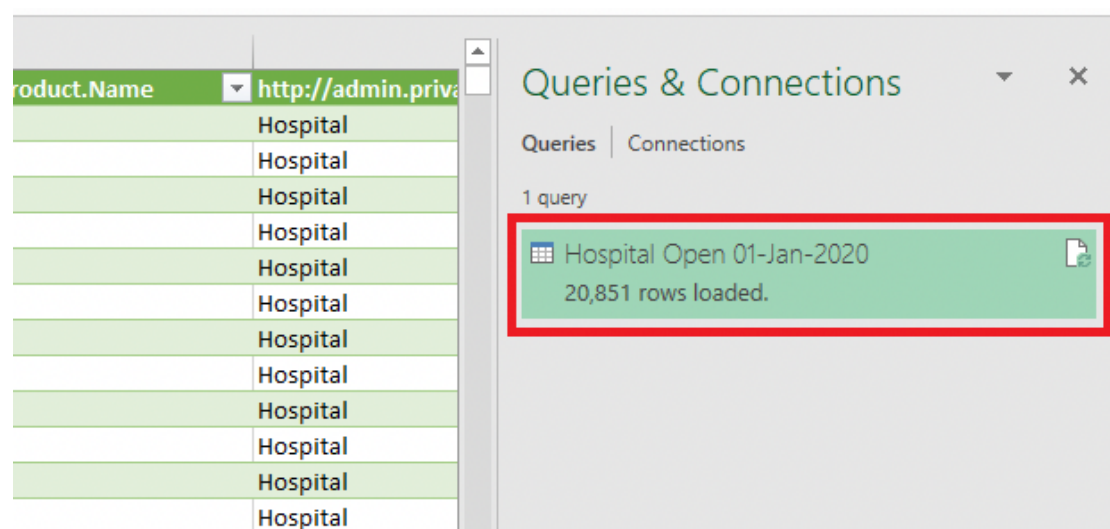 roduct.Name
http://admin.priva
Hospital
Hospital
Hospital
Hospital
Hospital
Hospital
Hospital
Hospital
Hospital
Hospital
Hospital
Hospital
Queries & Connections
Queries
Connections
1 query
Hospital Open 01-Jan-2020
20,851 rows loaded.